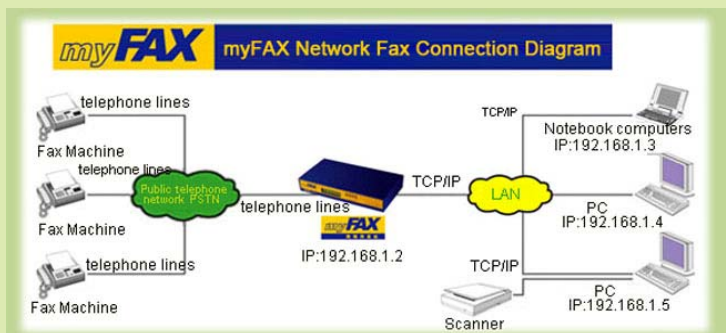 myFAX myFAX Network Fax Connection Diagram
telephone lines
Fax Machine
telephone lines
Fax Machine
telephone lines
Fax Machine
Public telephone
network PSTN
telephone lines
myFAX
IP:192.168.1.2
TCP/IP
LAN
TCP/IP
Notebook computers
IP:192.168.1.3
PC
IP:192.168.1.4
TCP/IP
PC
IP:192.168.1.5
Scanner